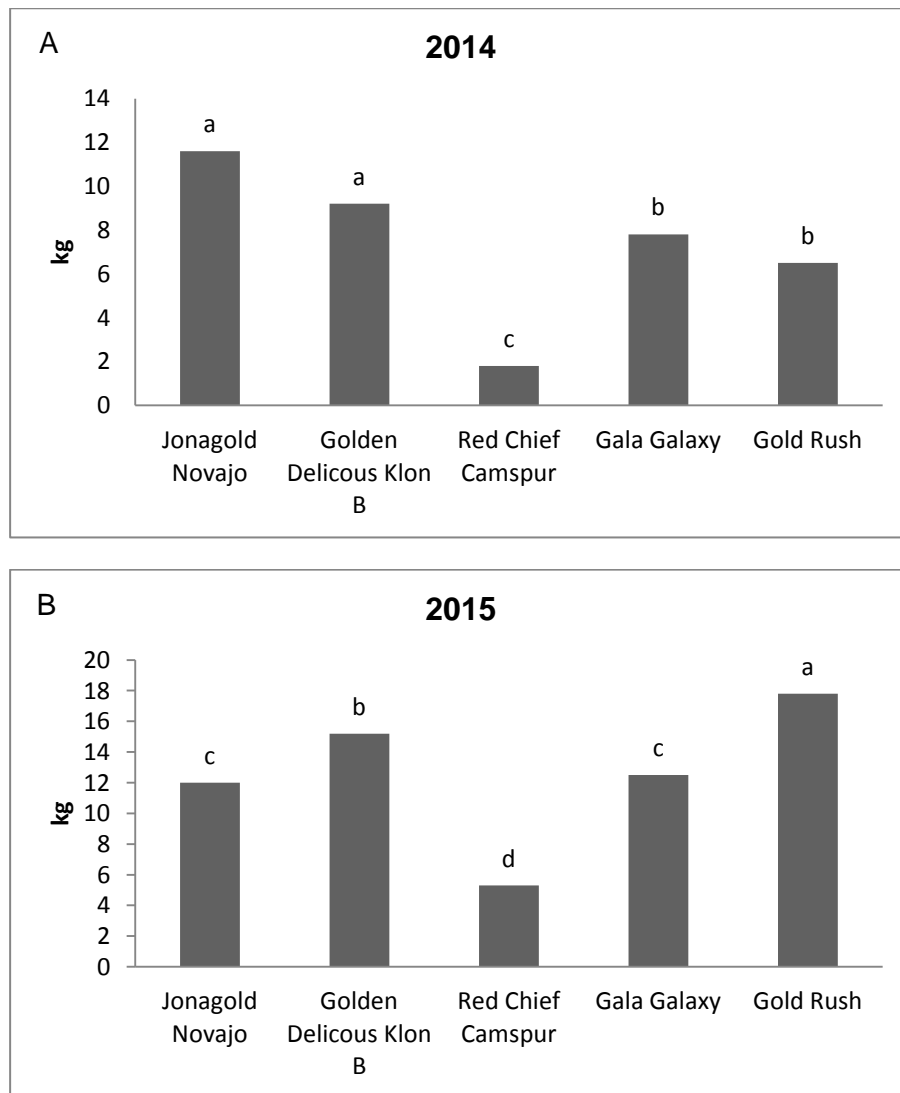 A
2014
14
12
10
8
6
4
2
0
kg
a
a
c
b
b
Jonagold Novajo
Golden Delicous Klon B
Red Chief Camspur
Gala Galaxy
Gold Rush
B
2015
20
18
16
14
12
10
8
6
4
2
0
kg
c
b
d
c
a
Jonagold Novajo
Golden Delicous Klon B
Red Chief Camspur
Gala Galaxy
Gold Rush